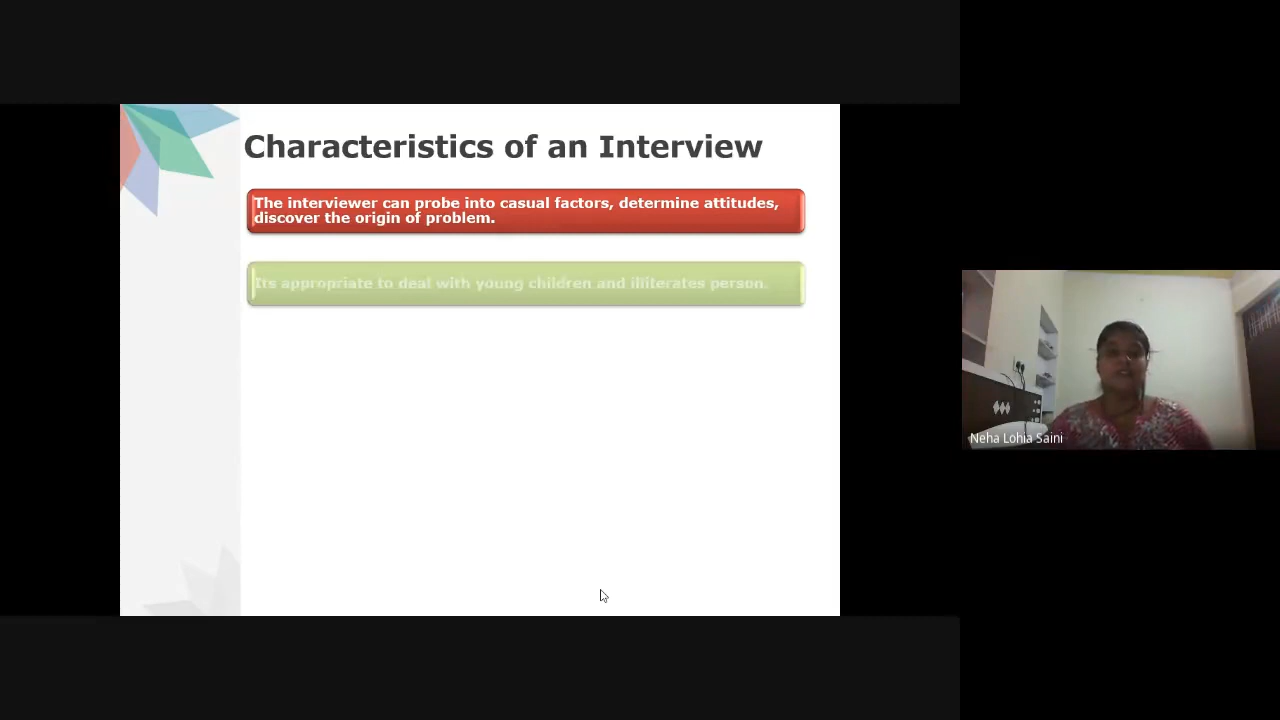 Characteristics of an Interview
The interviewer can probe into casual factors, determine attitudes,
discover the origin of problem.
Its appropriate to deal with young children and illiterates person.
Neha Lohia Saini